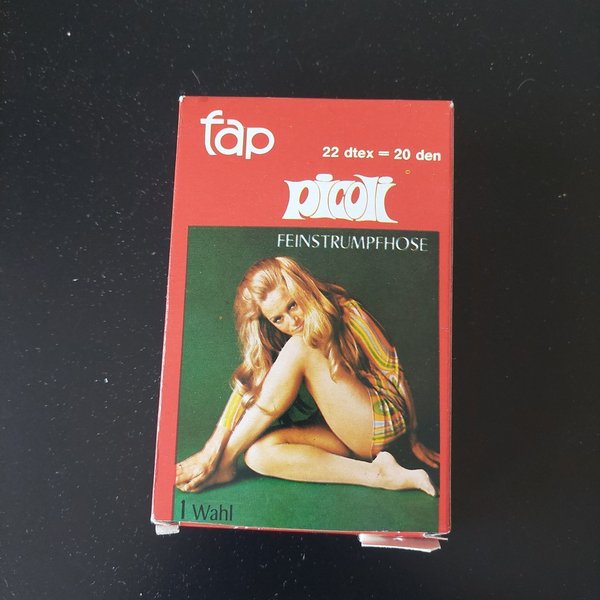 fap
22 dtex = 20 den
picoli
FEINSTRUMPFHOSE
1 Wahl